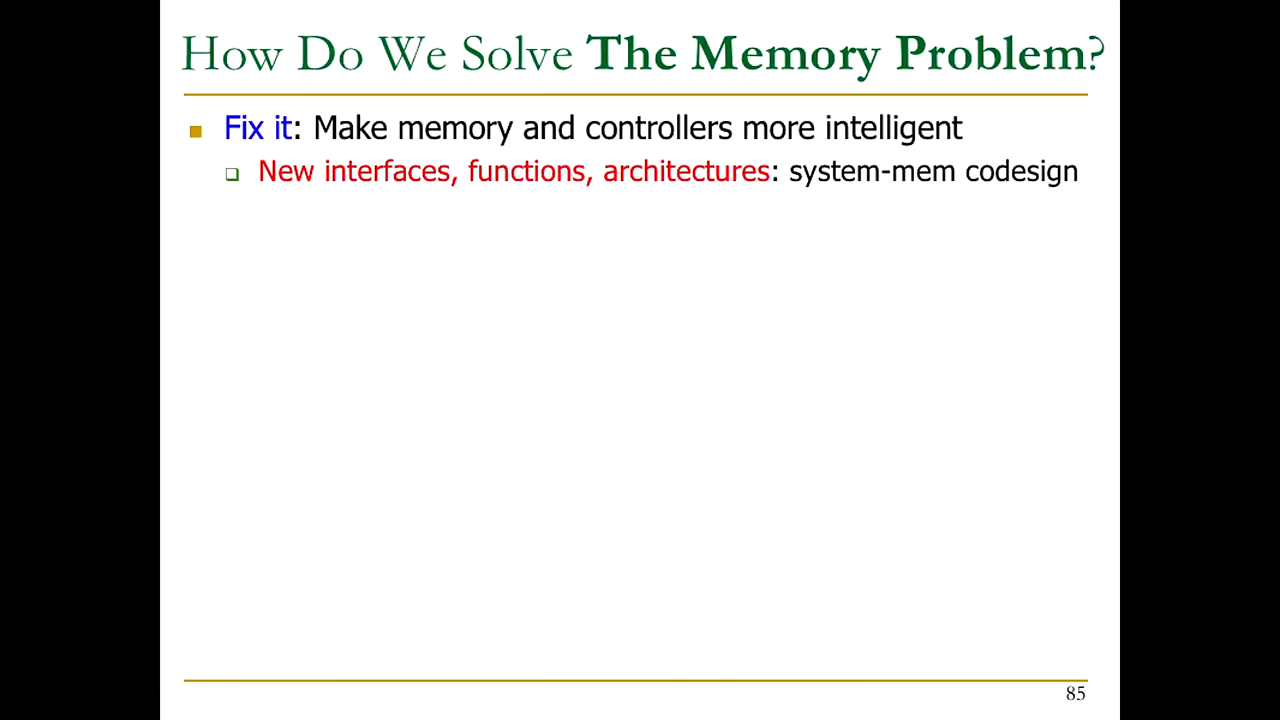 How Do We Solve The Memory Problem?
Fix it: Make memory and controllers more intelligent
New interfaces, functions, architectures: system-mem codesign
85